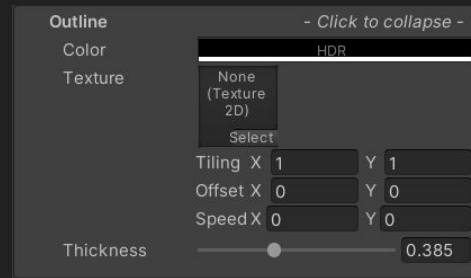 Outline - Click to collapse -
Color HDR
Texture None
(Texture
2D)
Select
Tiling X 1 Y 1
Offset X 0 Y 0
Speed X 0 Y 0
Thickness 0.385